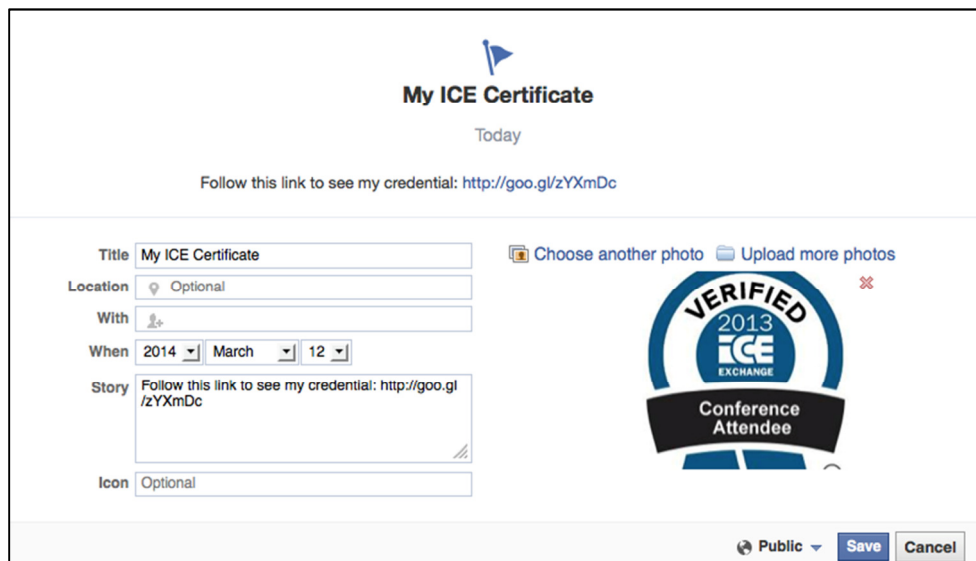 My ICE Certificate
Today
Follow this link to see my credential: http://goo.gl/zYXmDc
Title My ICE Certificate
Location Optional
With
When 2014 March 12
Story Follow this link to see my credential: http://goo.gl
/zYXmDc
Icon Optional
Choose another photo Upload more photos
VERIFIED
2013
iCE
EXCHANGE
Conference
Attendee
Public Save Cancel